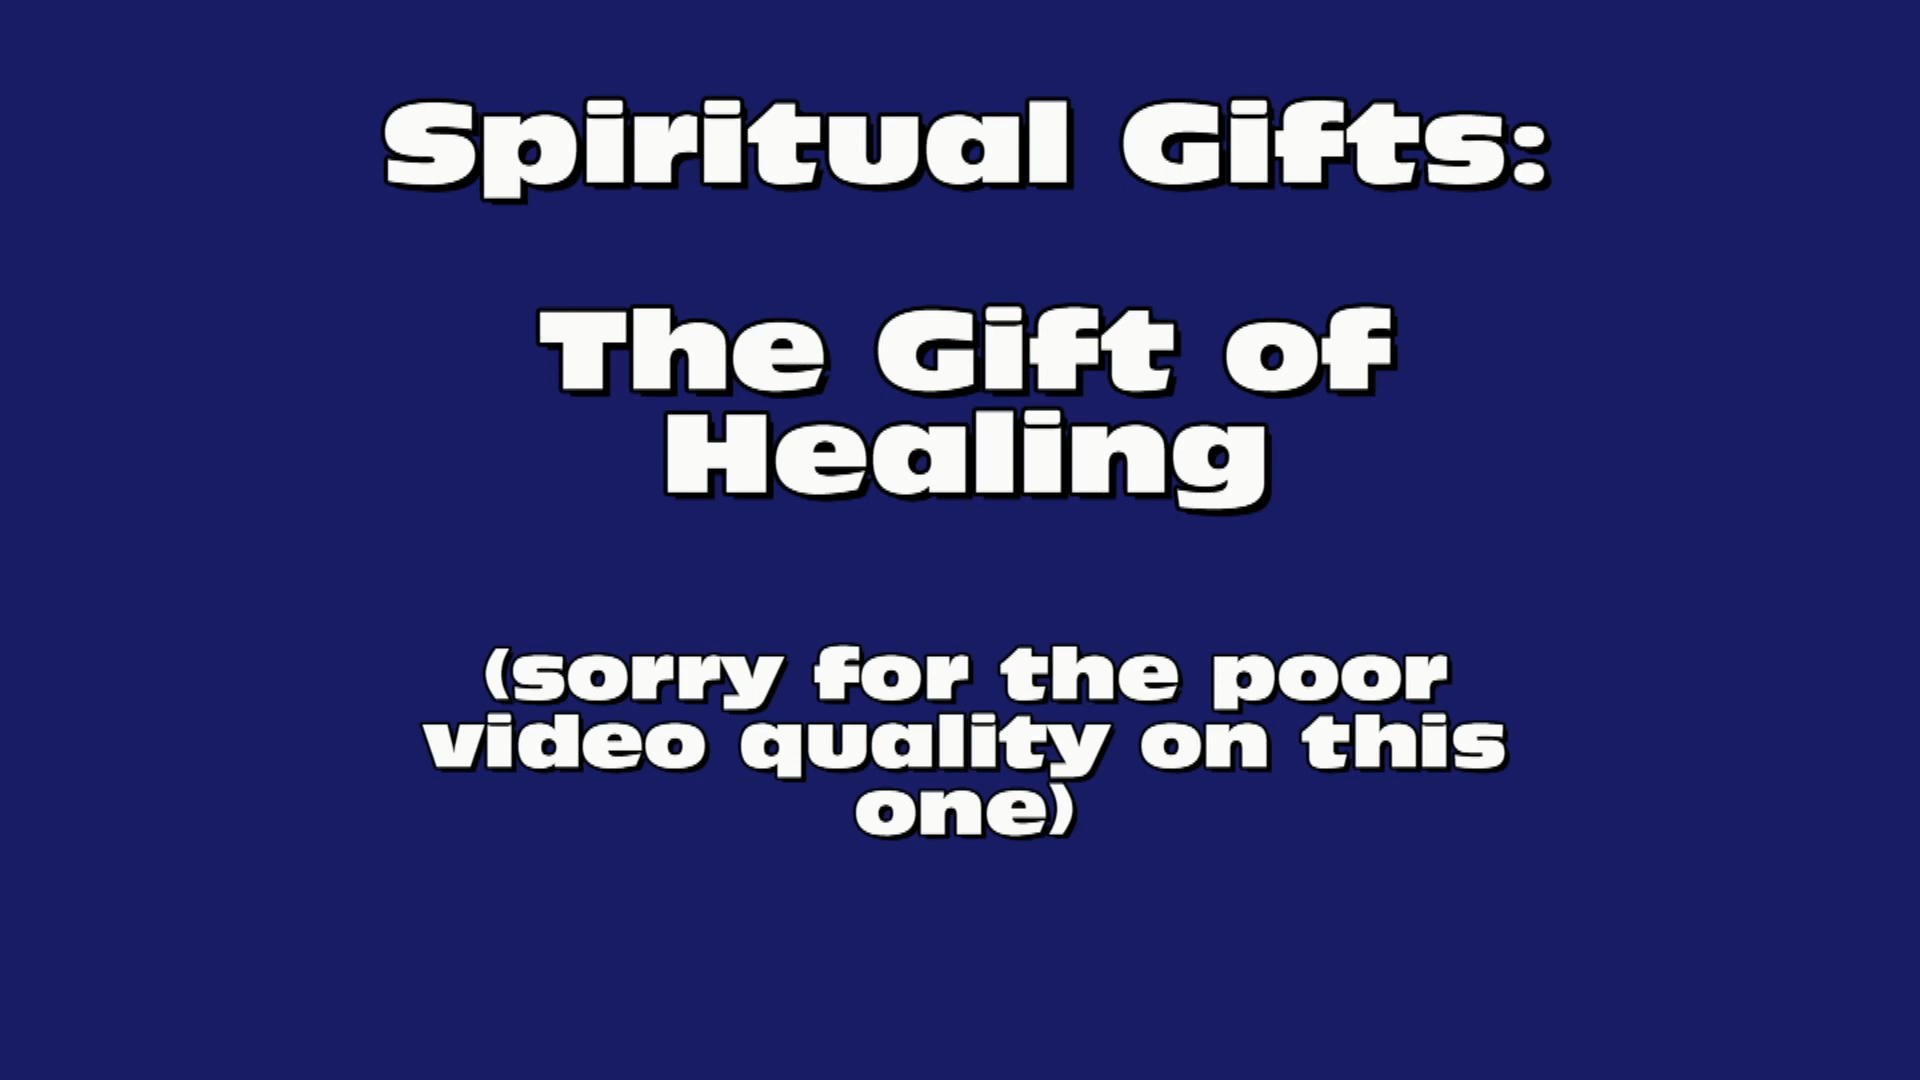 Spiritual Gifts:
The Gift of
Healing
(sorry for the poor
video quality on this
one)